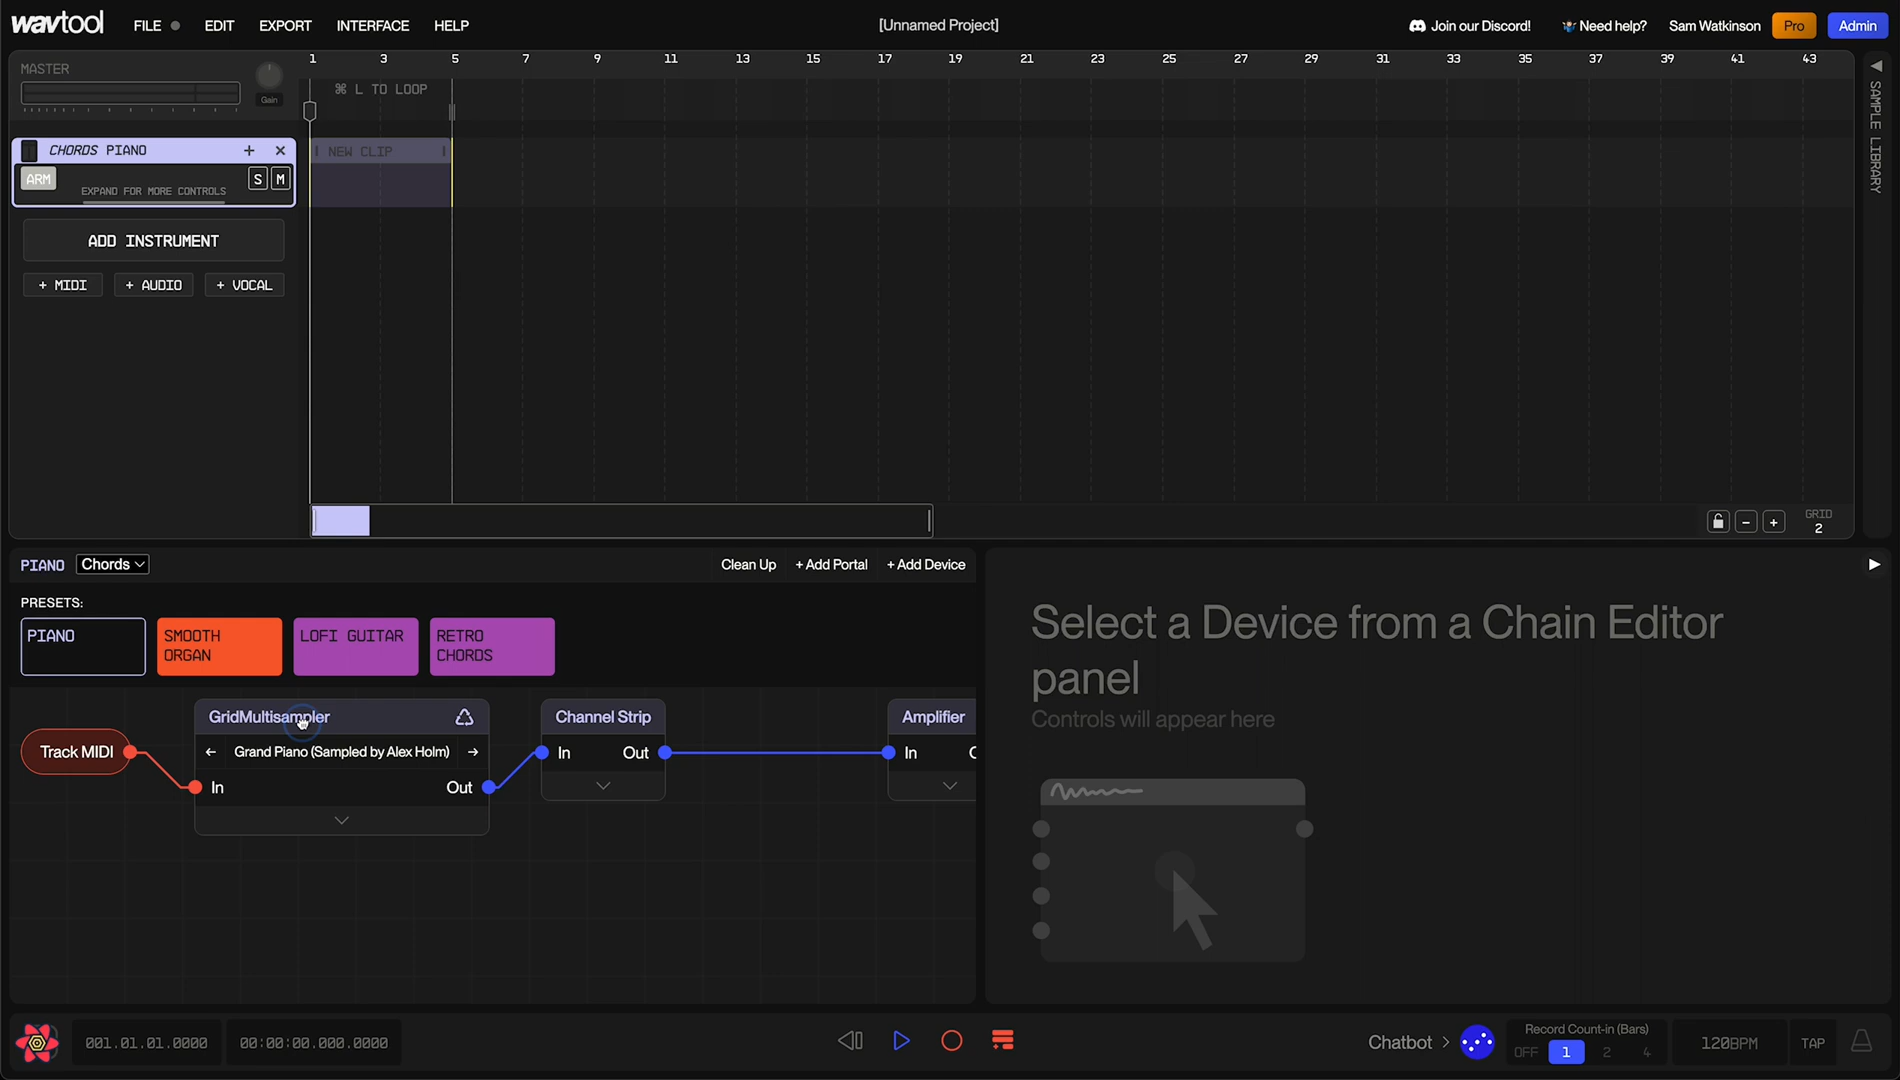 wavtool FILE EDIT EXPORT INTERFACE HELP [Unnamed Project] Join our Discord! Need help? Sam Watkinson Pro Admin
MASTER
Gain
1 3 5 7 9 11 13 15 17 19 21 23 25 27 29 31 33 35 37 39 41 43
⌘ L TO LOOP
SAMPLE LIBRARY
CHORDS PIANO + ×
NEW CLIP
ARM
EXPAND FOR MORE CONTROLS
S M
ADD INSTRUMENT
+ MIDI + AUDIO + VOCAL
- + GRID
2
PIANO Chords Clean Up + Add Portal + Add Device
PRESETS:
PIANO
SMOOTH
ORGAN
LOFI GUITAR
RETRO
CHORDS
Track MIDI
GridMultisampler
← Grand Piano (Sampled by Alex Holm) →
In Out
Channel Strip
In Out
Amplifier
In
Select a Device from a Chain Editor
panel
Controls will appear here
001.01.01.0000 00:00:00.000.0000
Chatbot >
Record Count-in (Bars)
OFF 1 2 4
120BPM TAP